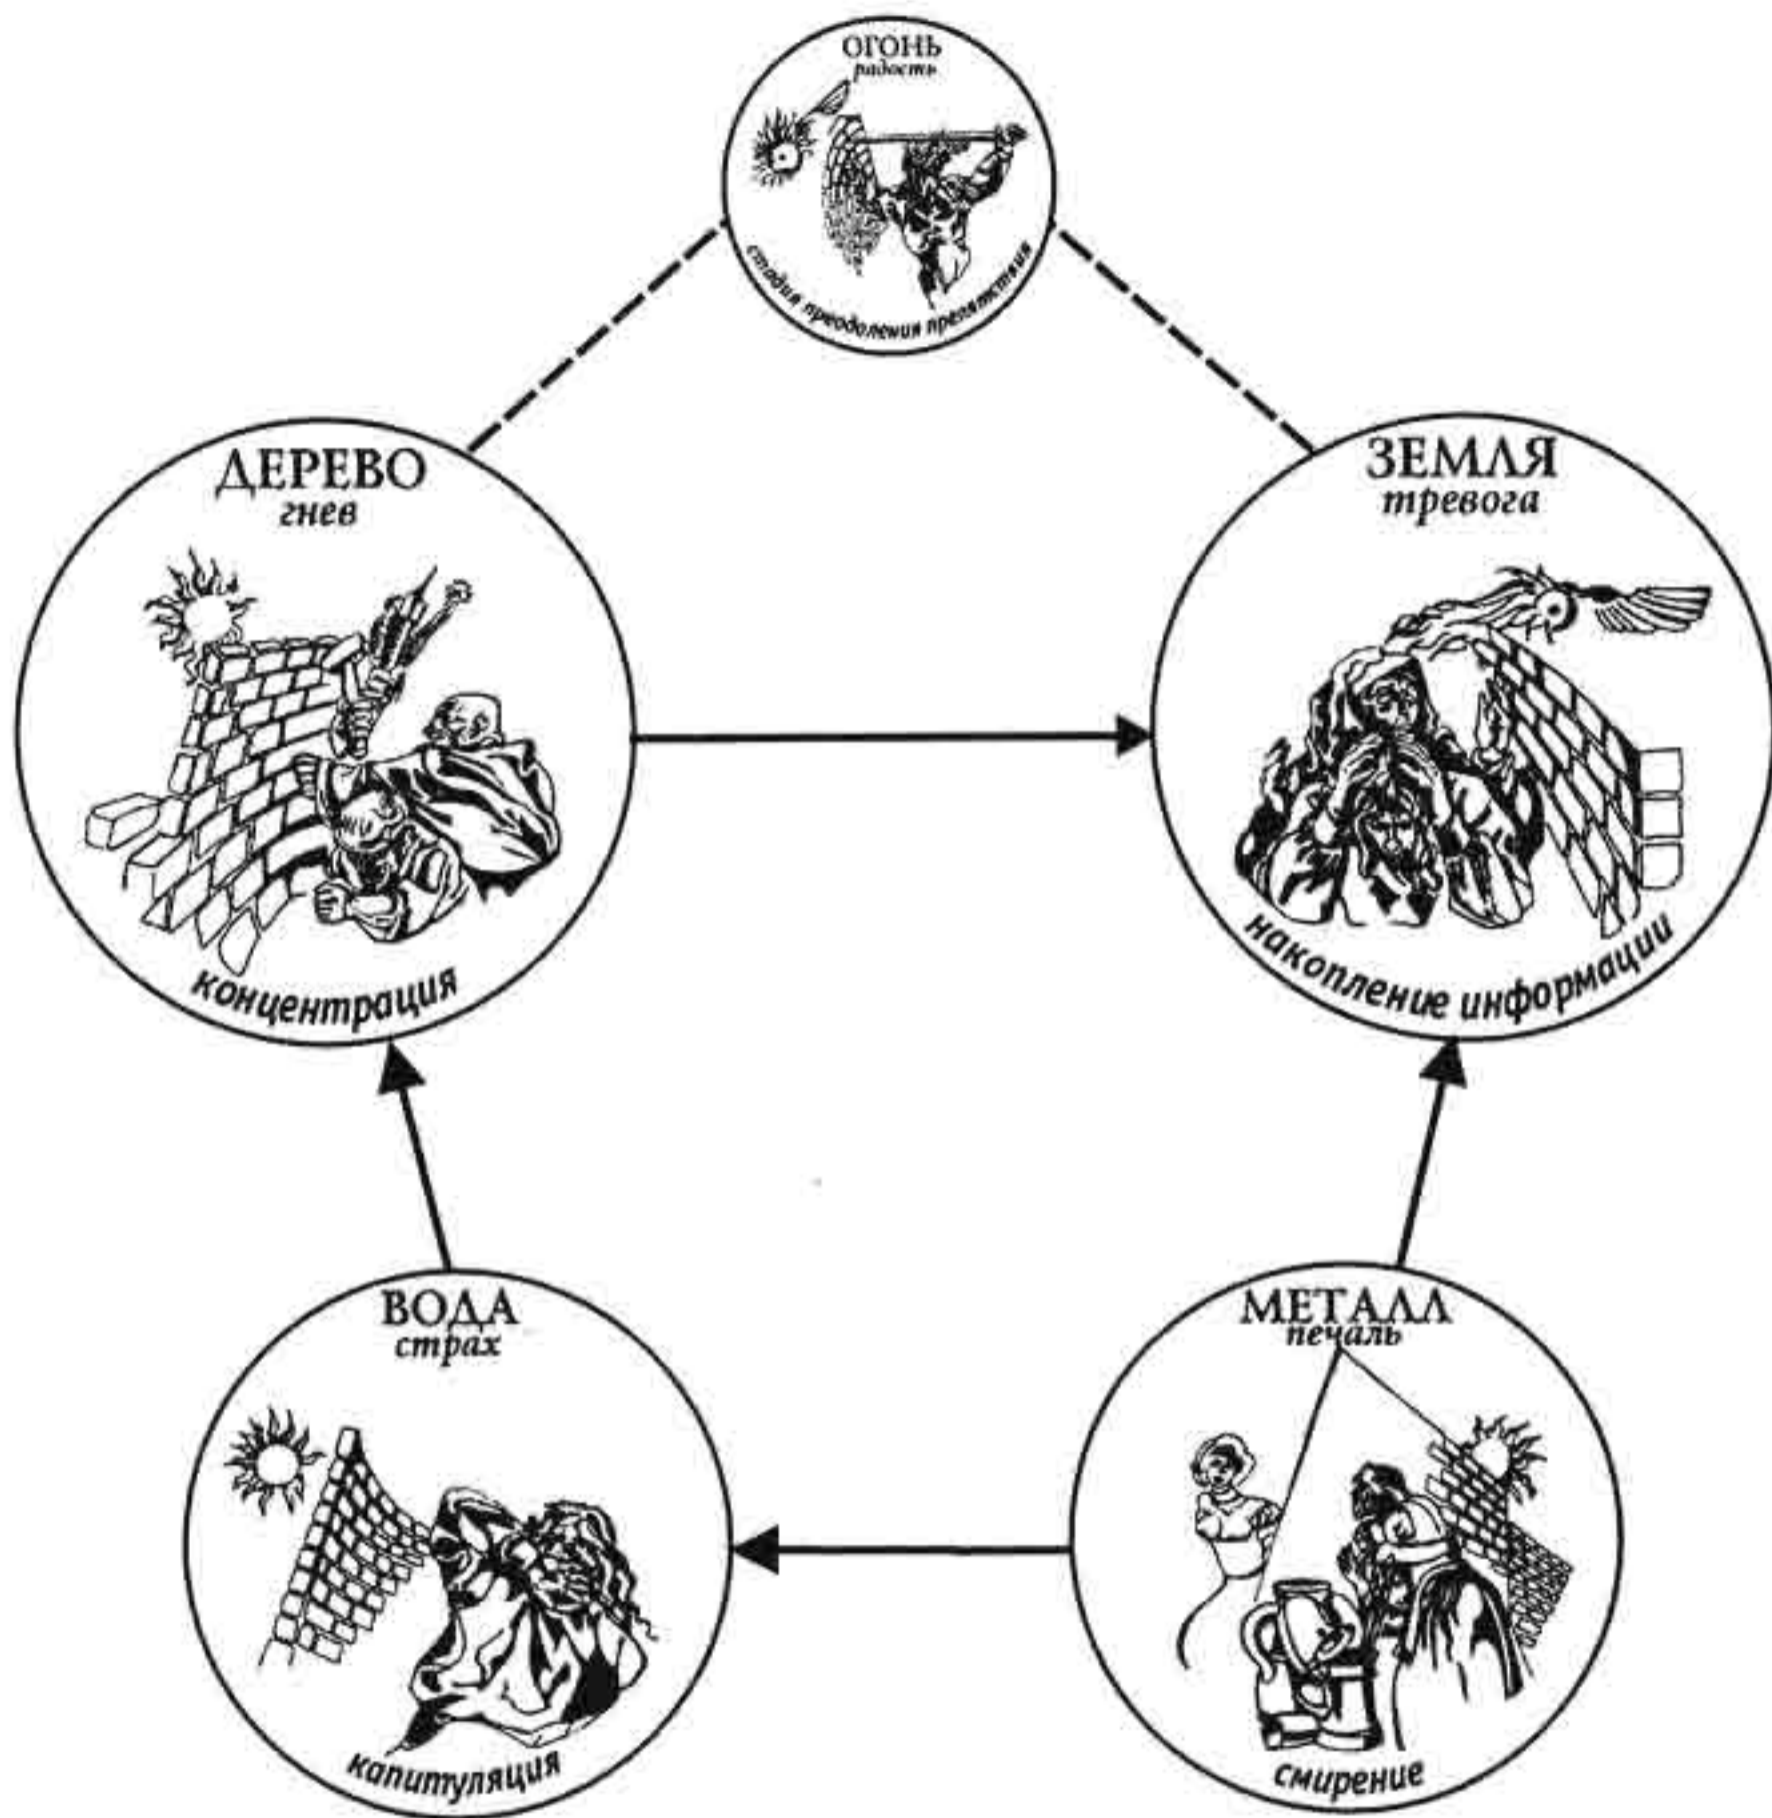 ОГОНЬ
радость
стадия преодоления препятствия
ДЕРЕВО
гнев
концентрация
ЗЕМЛЯ
тревога
накопление информации
ВОДА
страх
капитуляция
МЕТАЛЛ
печаль
смирение